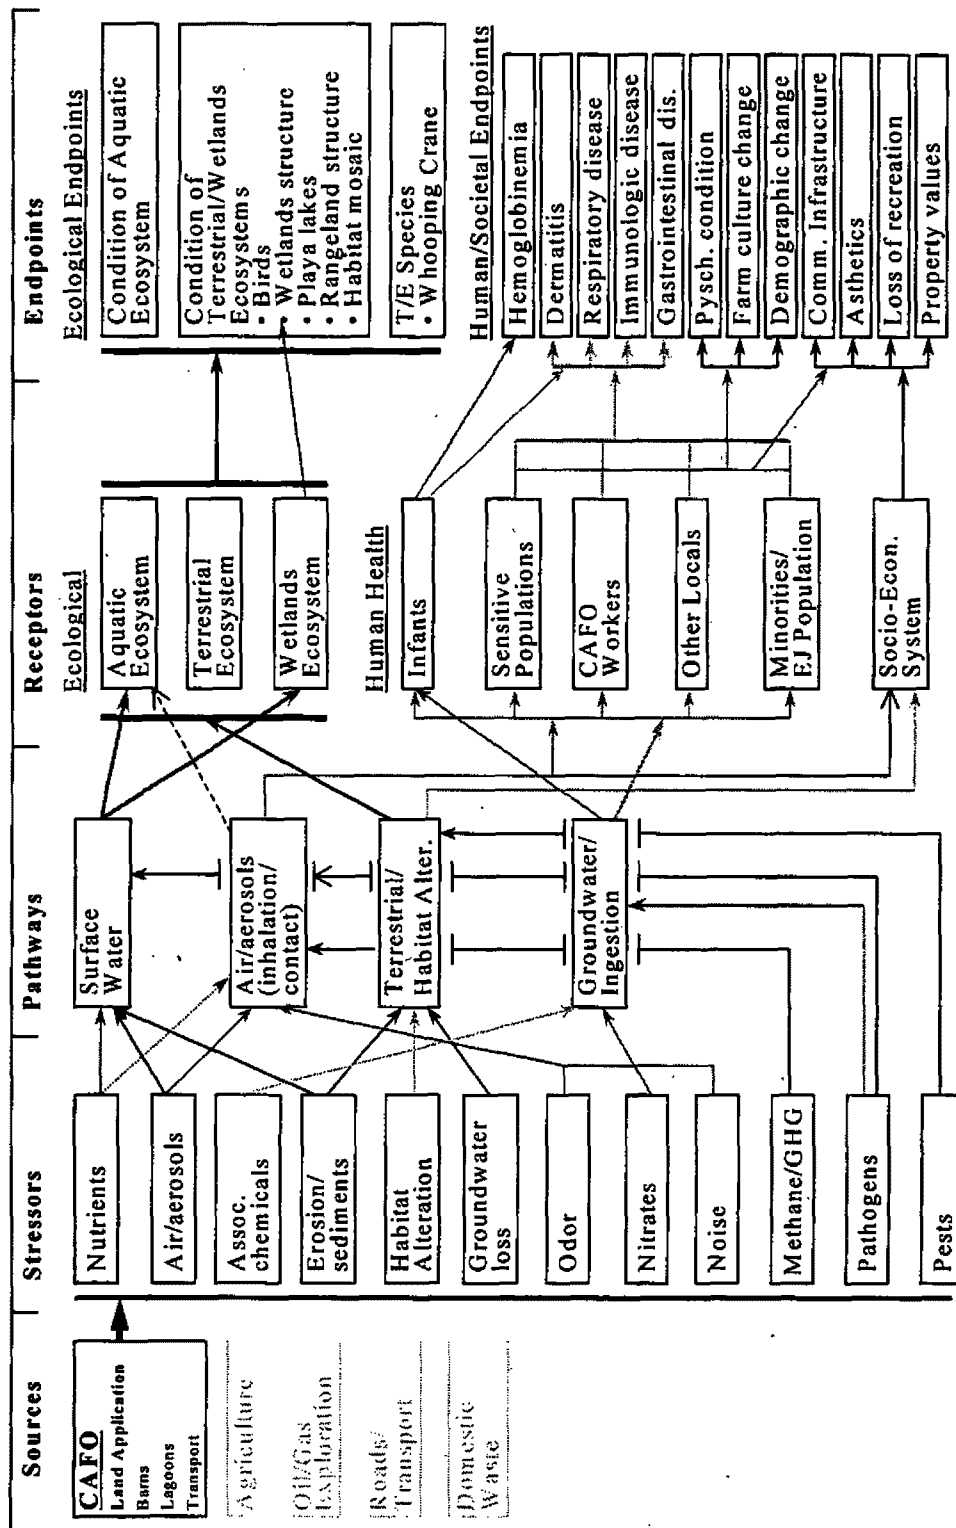 Sources
Stressors
Pathways
Receptors
Endpoints
CAFO
Land Application
Barns
Lagoons
Transport
Agriculture
Oil/Gas
Exploration
Roads/
Transport
Domestic
Waste
Nutrients
Air/aerosols
Assoc.
chemicals
Erosion/
sediments
Habitat
Alteration
Groundwater
loss
Odor
Nitrates
Noise
Methane/GHG
Pathogens
Pests
Surface
Water
Air/aerosols
(inhalation/
contact)
Terrestrial/
Habitat Alter.
Groundwater/
Ingestion
Ecological
Aquatic
Ecosystem
Terrestrial
Ecosystem
Wetlands
Ecosystem
Human Health
Infants
Sensitive
Populations
CAFO
Workers
Other Locals
Minorities/
EJ Population
Socio-Econ.
System
Ecological Endpoints
Condition of Aquatic
Ecosystem
Condition of
Terrestrial/Wetlands
Ecosystems
• Birds
• Wetlands structure
• Playa lakes
• Rangeland structure
• Habitat mosaic
T/E Species
• Whooping Crane
Human/Societal Endpoints
Hemoglobinemia
Dermatitis
Respiratory disease
Immunologic disease
Gastrointestinal dis.
Pysch. condition
Farm culture change
Demographic change
Comm. Infrastructure
Asthetics
Loss of recreation
Property values